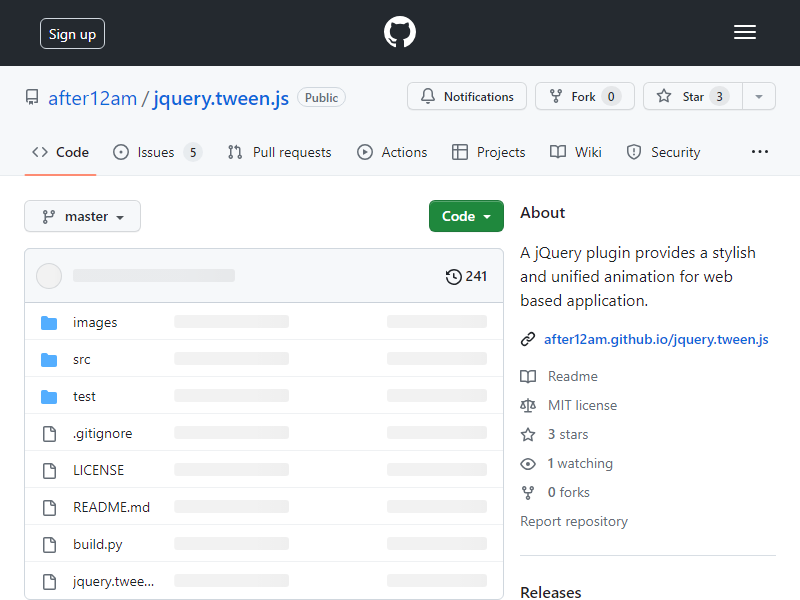 Sign up
after12am / jquery.tween.js Public
Notifications Fork 0 Star 3
Code Issues 5 Pull requests Actions Projects Wiki Security
master Code
241
images
src
test
.gitignore
LICENSE
README.md
build.py
jquery.twee...
About
A jQuery plugin provides a stylish
and unified animation for web
based application.
after12am.github.io/jquery.tween.js
Readme
MIT license
3 stars
1 watching
0 forks
Report repository
Releases